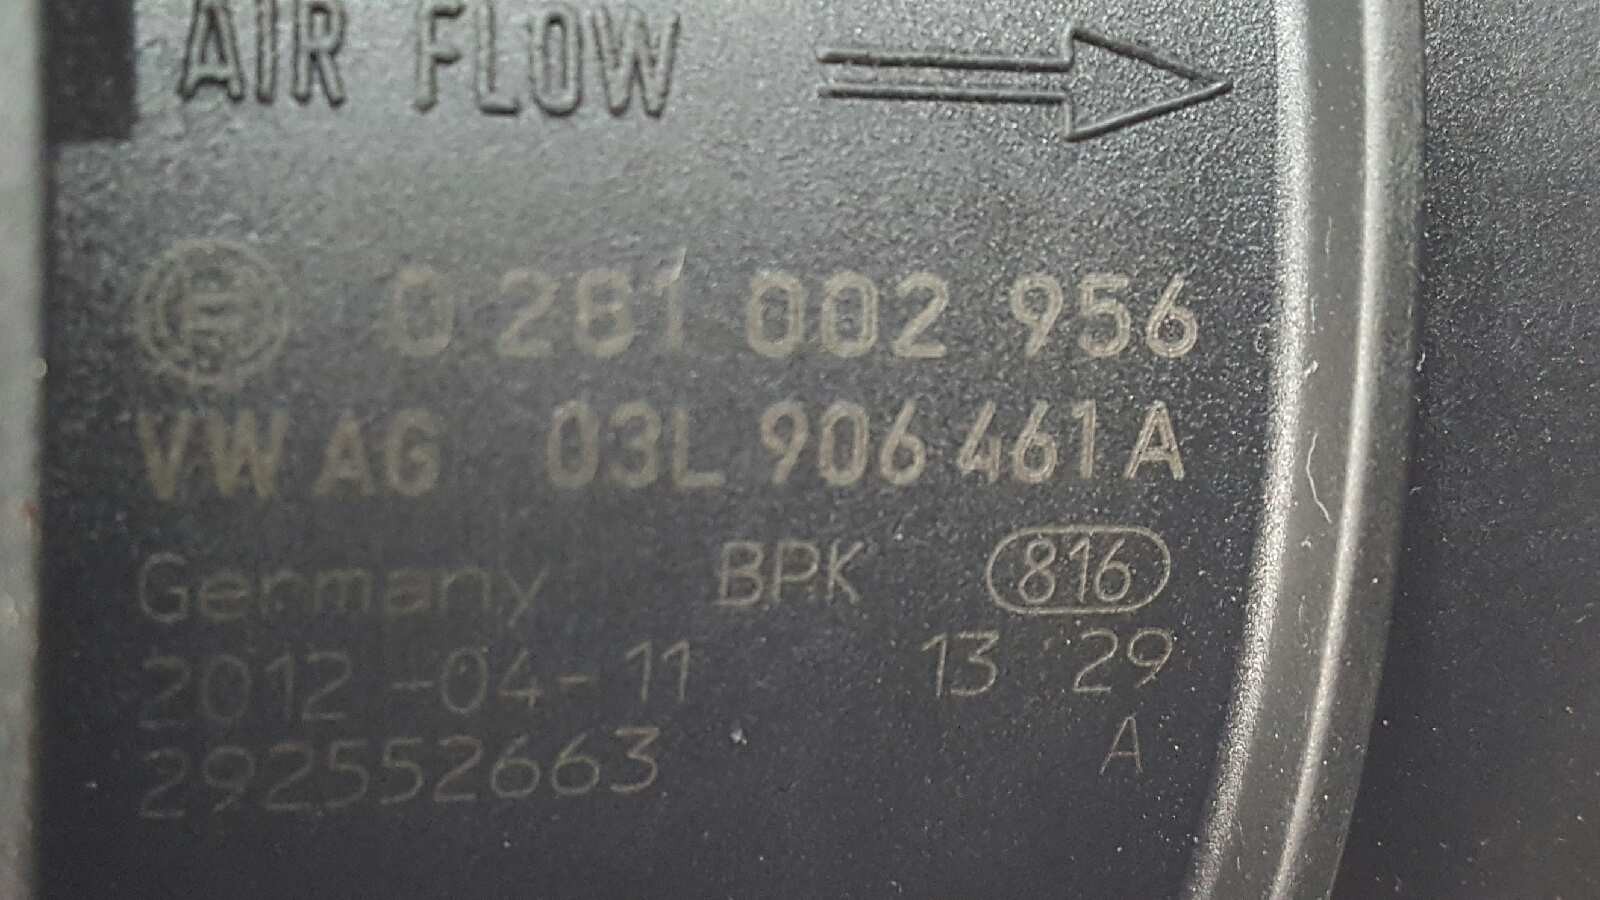 AIR FLOW
0 281 002 956
VW AG 03L 906 461 A
Germany BPK 816
2012-04-11 13 29
292552663 A